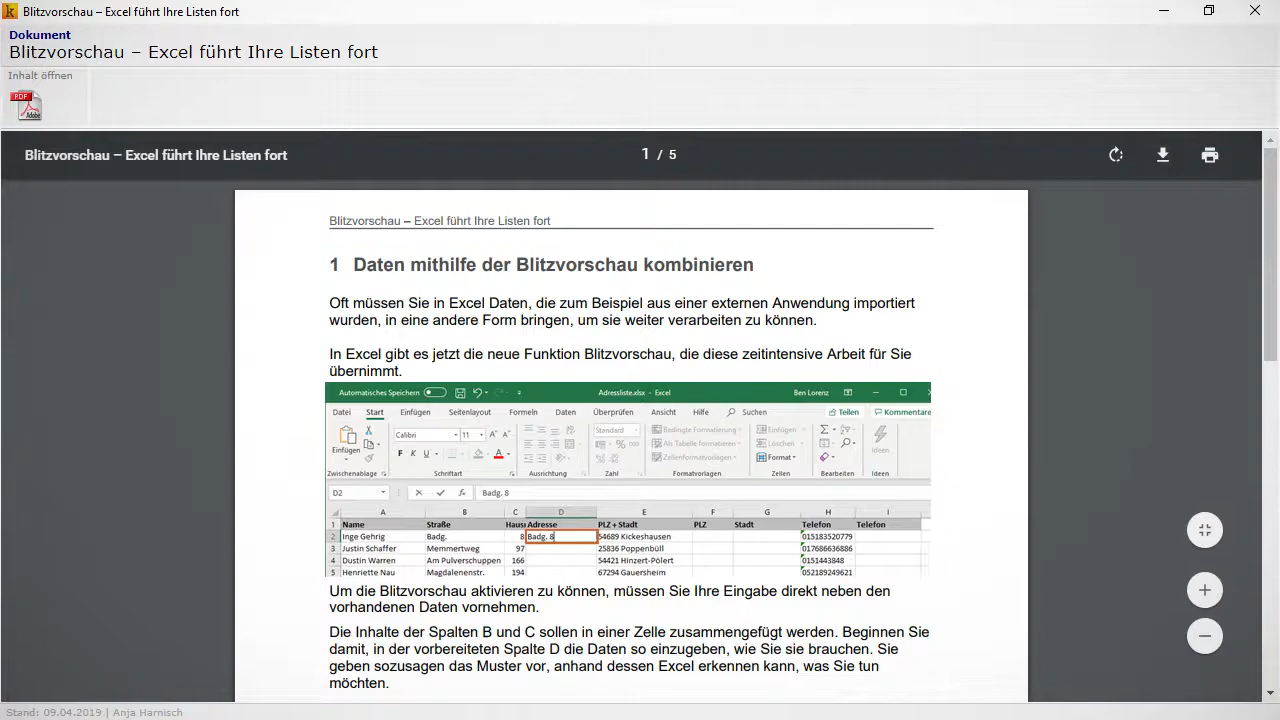 Blitzvorschau – Excel führt Ihre Listen fort
Dokument
Blitzvorschau – Excel führt Ihre Listen fort
Inhalt öffnen
PDF
Adobe
Blitzvorschau – Excel führt Ihre Listen fort
1 / 5
Blitzvorschau – Excel führt Ihre Listen fort
1 Daten mithilfe der Blitzvorschau kombinieren
Oft müssen Sie in Excel Daten, die zum Beispiel aus einer externen Anwendung importiert
wurden, in eine andere Form bringen, um sie weiter verarbeiten zu können.
In Excel gibt es jetzt die neue Funktion Blitzvorschau, die diese zeitintensive Arbeit für Sie
übernimmt.
Automatisches Speichern Adressliste.xlsx - Excel Ben Lorenz
Datei Start Einfügen Seitenlayout Formeln Daten Überprüfen Ansicht Hilfe Suchen Teilen Kommentare
Calibri 11 Standard Bedingte Formatierung Einfügen
Als Tabelle formatieren Löschen
Einfügen F K U Zellenformatvorlagen Format Ideen
Zwischenablage Schriftart Ausrichtung Zahl Formatvorlagen Zellen Bearbeiten Ideen
D2 Badg. 8
A B C D E F G H I
1 Name Straße Haus Adresse PLZ + Stadt PLZ Stadt Telefon Telefon
2 Inge Gehrig Badg. 8 Badg. 8 54689 Kickeshausen 015183520779
3 Justin Schaffer Memmertweg 97 25836 Poppenbüll 017686636886
4 Dustin Warren Am Pulverschuppen 166 54421 Hinzert-Pölert 0151443848
5 Henriette Nau Magdalenenstr. 194 67294 Gauersheim 052189249621
Um die Blitzvorschau aktivieren zu können, müssen Sie Ihre Eingabe direkt neben den
vorhandenen Daten vornehmen.
Die Inhalte der Spalten B und C sollen in einer Zelle zusammengefügt werden. Beginnen Sie
damit, in der vorbereiteten Spalte D die Daten so einzugeben, wie Sie sie brauchen. Sie
geben sozusagen das Muster vor, anhand dessen Excel erkennen kann, was Sie tun
möchten.
Stand: 09.04.2019 | Anja Harnisch